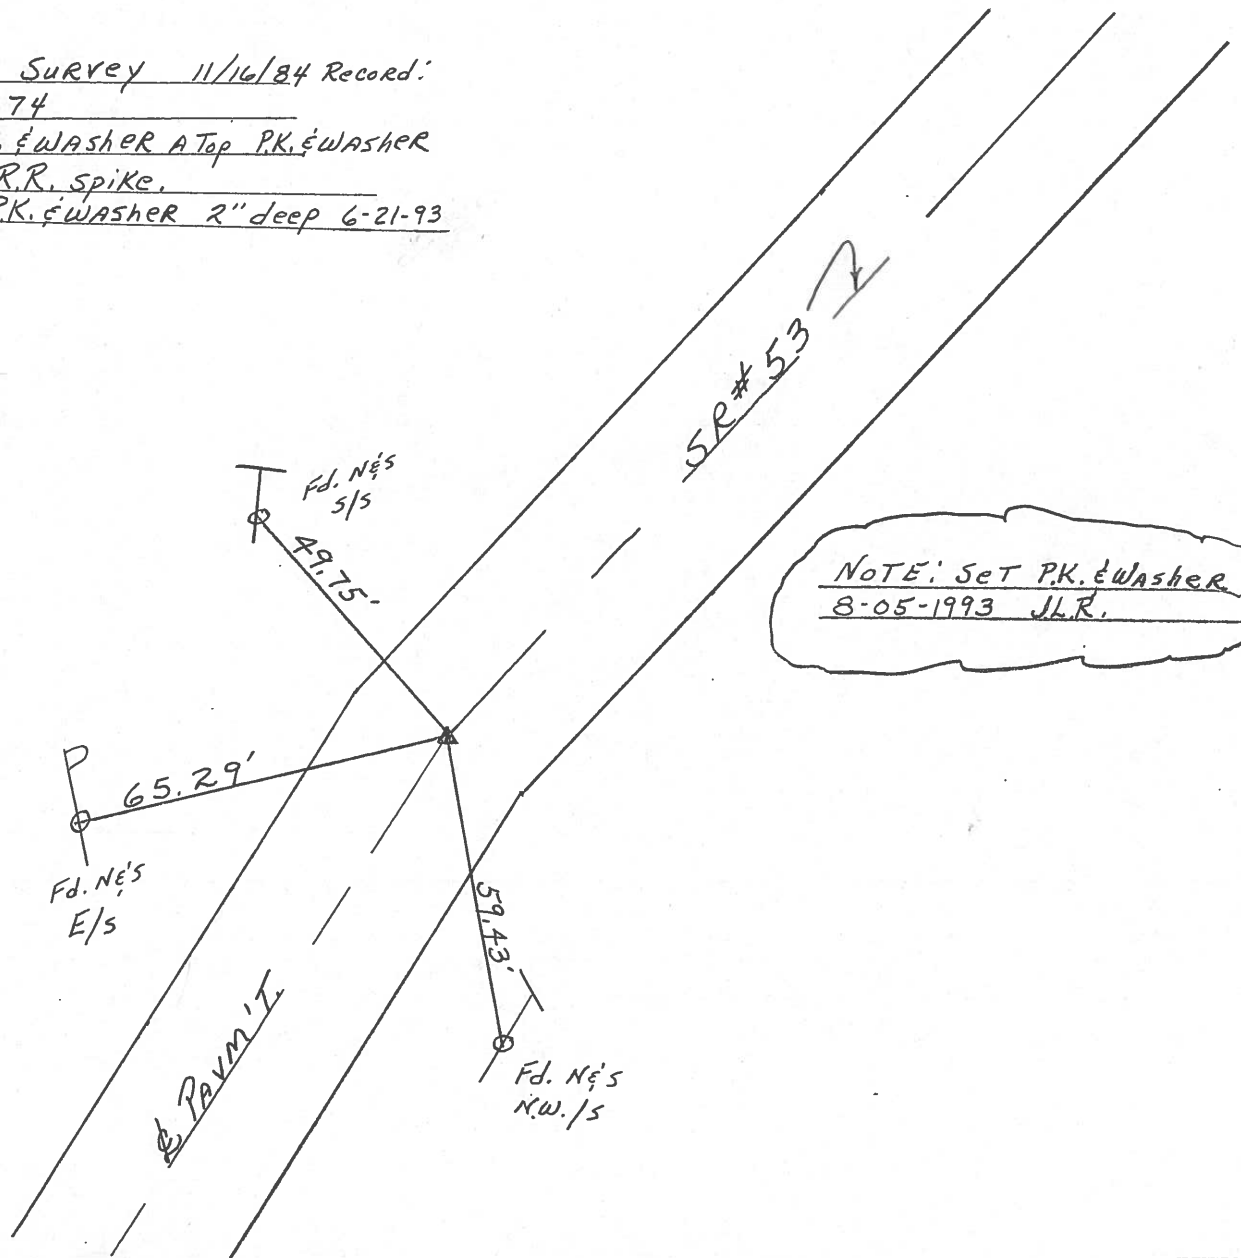 Survey 11/16/84 Record:
74
& Washer ATop P.K. & Washer
R.R. Spike.
P.K. & Washer 2" deep 6-21-93
SR# 53
Fd. N&'s
S/S
49.75'
NOTE: SeT P.K. & Washer
8-05-1993 J.L.R.
65.29'
Fd. N&'s
E/S
59.43'
Fd. N&'s
N.W./S
℄ PAVM'T.